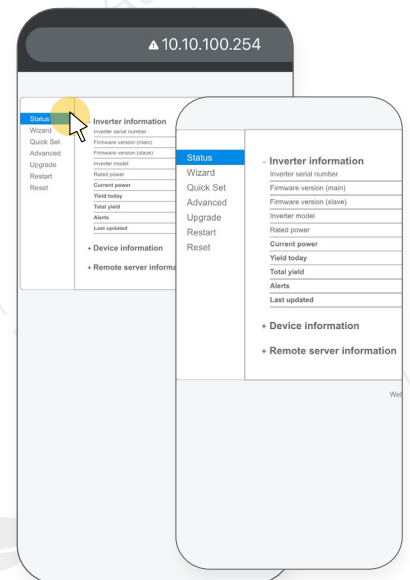 10.10.100.254
Status
Wizard
Quick Set
Advanced
Upgrade
Restart
Reset
- Inverter information
Inverter serial number
Firmware version (main)
Firmware version (slave)
Inverter model
Rated power
Current power
Yield today
Total yield
Alerts
Last updated
+ Device information
+ Remote server informa
Status
Wizard
Quick Set
Advanced
Upgrade
Restart
Reset
- Inverter information
Inverter serial number
Firmware version (main)
Firmware version (slave)
Inverter model
Rated power
Current power
Yield today
Total yield
Alerts
Last updated
+ Device information
+ Remote server information